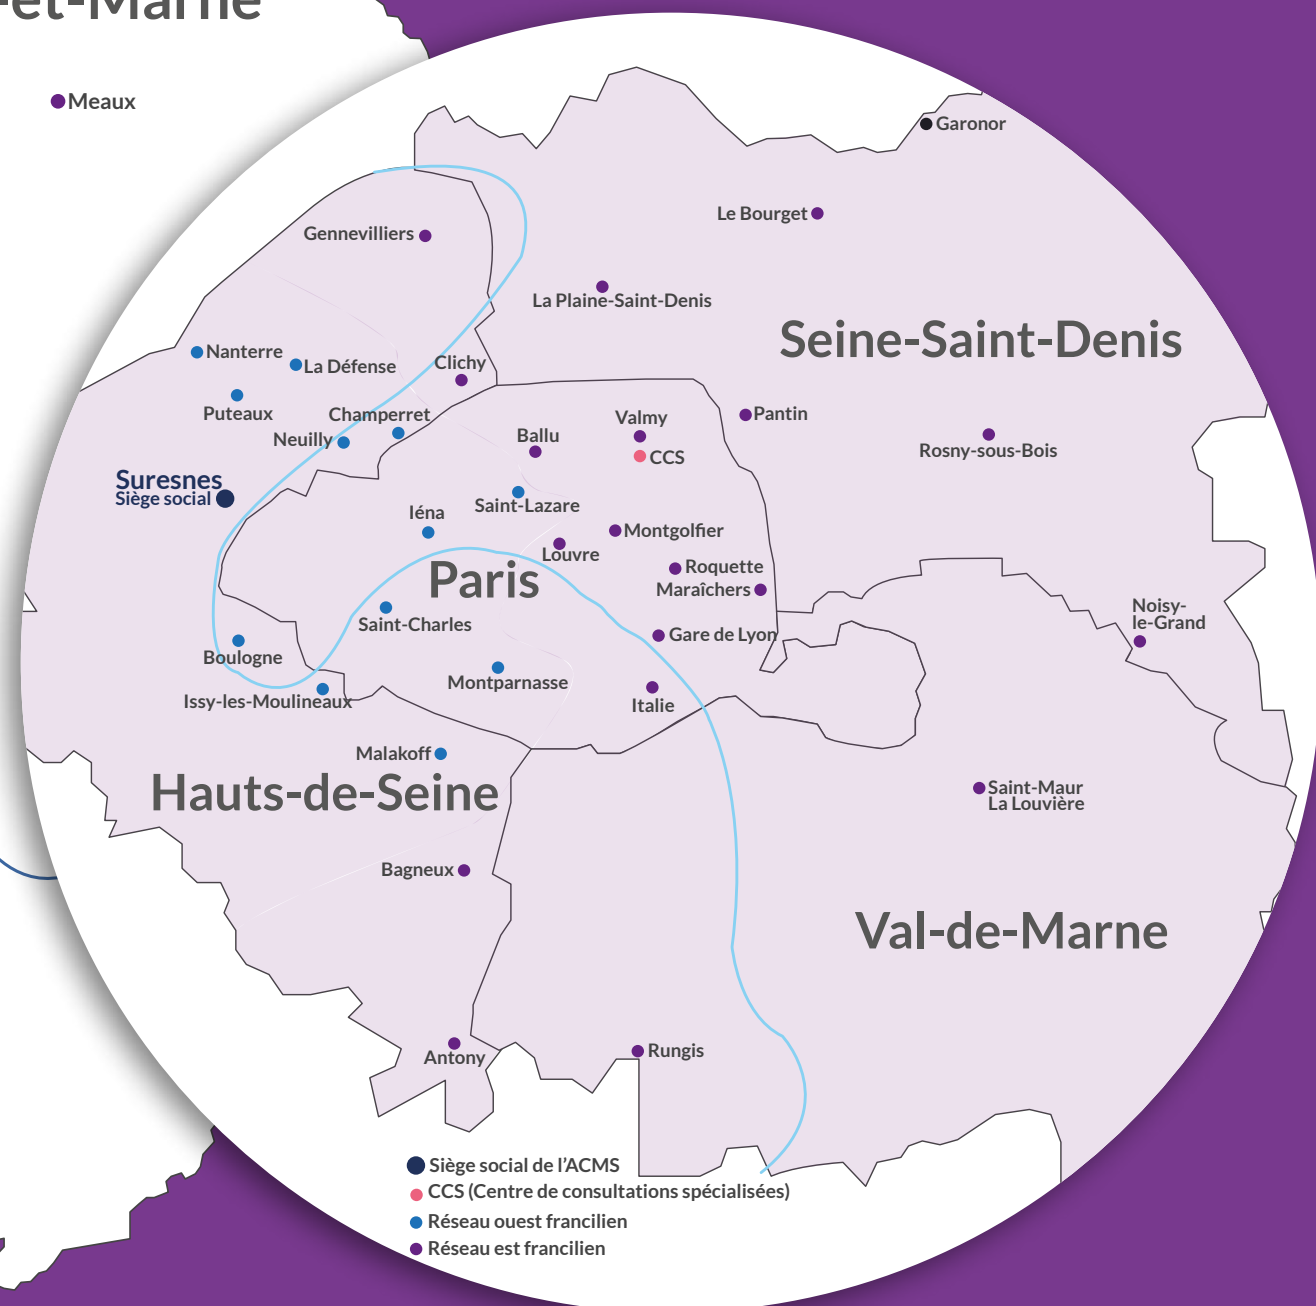 -et-Marne
Meaux
Garonor
Le Bourget
Gennevilliers
La Plaine-Saint-Denis
Seine-Saint-Denis
Nanterre
La Défense
Clichy
Puteaux
Champerret
Neuilly
Valmy
Pantin
Ballu
CCS
Rosny-sous-Bois
Suresnes
Siège social
Saint-Lazare
Iéna
Montgolfier
Louvre
Roquette
Paris
Maraîchers
Noisy-
le-Grand
Saint-Charles
Gare de Lyon
Boulogne
Montparnasse
Issy-les-Moulineaux
Italie
Malakoff
Hauts-de-Seine
Saint-Maur
La Louvière
Bagneux
Val-de-Marne
Antony
Rungis
Siège social de l'ACMS
CCS (Centre de consultations spécialisées)
Réseau ouest francilien
Réseau est francilien